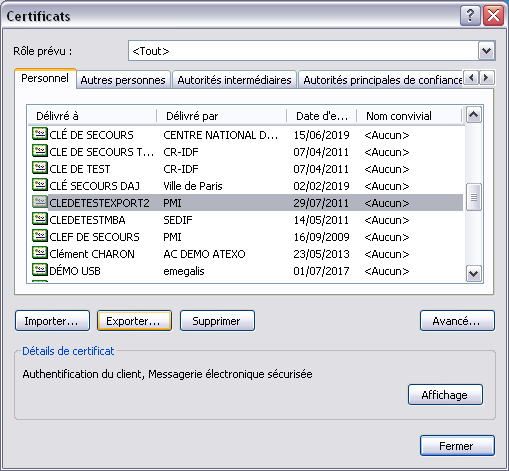 Certificats
Rôle prévu :
<Tout>
Personnel Autres personnes Autorités intermédiaires Autorités principales de confiance
Délivré à Délivré par Date d'e... Nom convivial
CLÉ DE SECOURS CENTRE NATIONAL D... 15/06/2019 <Aucun>
CLE DE SECOURS T... CR-IDF 07/04/2011 <Aucun>
CLE DE TEST CR-IDF 07/04/2011 <Aucun>
CLÉ SECOURS DAJ Ville de Paris 02/02/2019 <Aucun>
CLEDETESTEXPORT2 PMI 29/07/2011 <Aucun>
CLEDETESTMBA SEDIF 14/05/2011 <Aucun>
CLEF DE SECOURS PMI 16/09/2009 <Aucun>
Clément CHARON AC DEMO ATEXO 23/05/2013 <Aucun>
DÉMO USB emegalis 01/07/2017 <Aucun>
Importer... Exporter... Supprimer Avancé...
Détails de certificat
Authentification du client, Messagerie électronique sécurisée
Affichage
Fermer